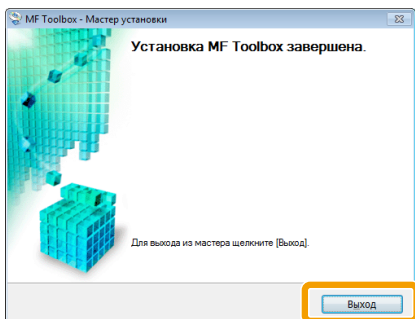 MF Toolbox - Мастер установки
Установка MF Toolbox завершена.
Для выхода из мастера щелкните [Выход].
Выход